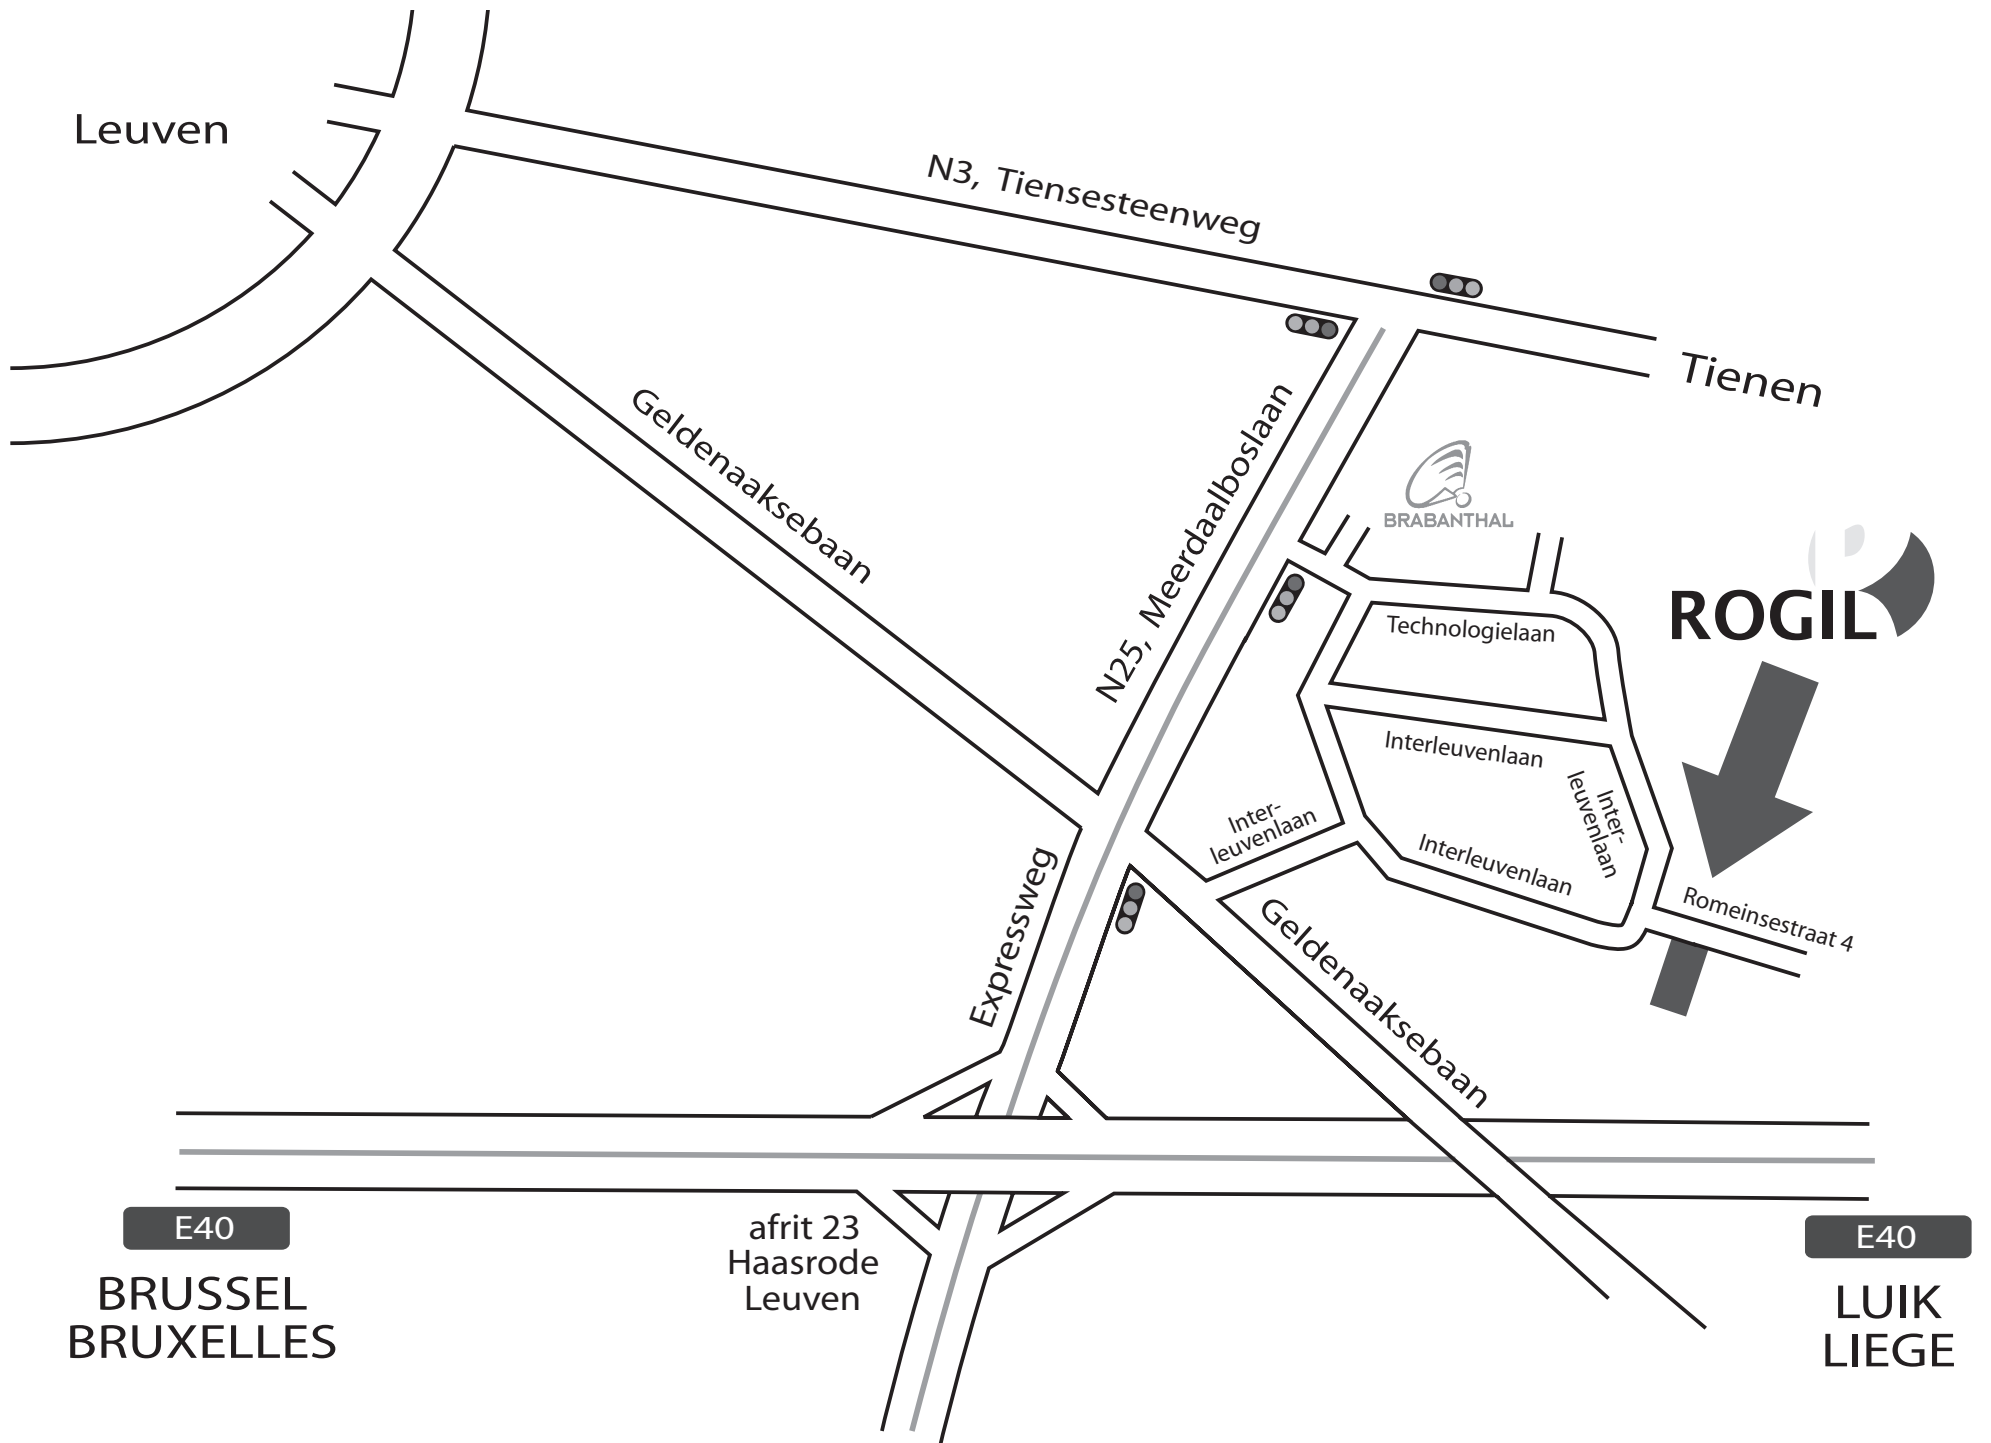 Leuven
N3, Tiensesteenweg
Tienen
Geldenaaksebaan
N25, Meerdaalboslaan
BRABANTHAL
ROGIL
Technologielaan
Interleuvenlaan
Inter-
leuvenlaan
Inter-
leuvenlaan
Interleuvenlaan
Romeinsestraat 4
Expressweg
Geldenaaksebaan
E40
BRUSSEL
BRUXELLES
afrit 23
Haasrode
Leuven
E40
LUIK
LIEGE